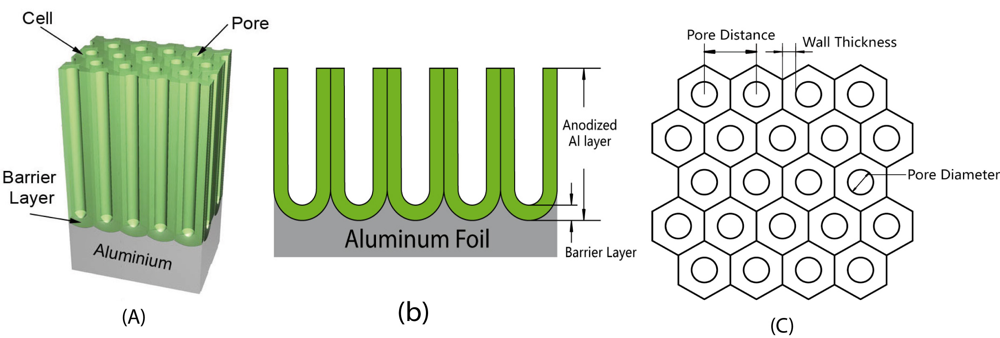 Cell
Pore
Barrier
Layer
Aluminium
(A)
Anodized
Al layer
Aluminum Foil
Barrier Layer
(b)
Pore Distance
Wall Thickness
Pore Diameter
(C)